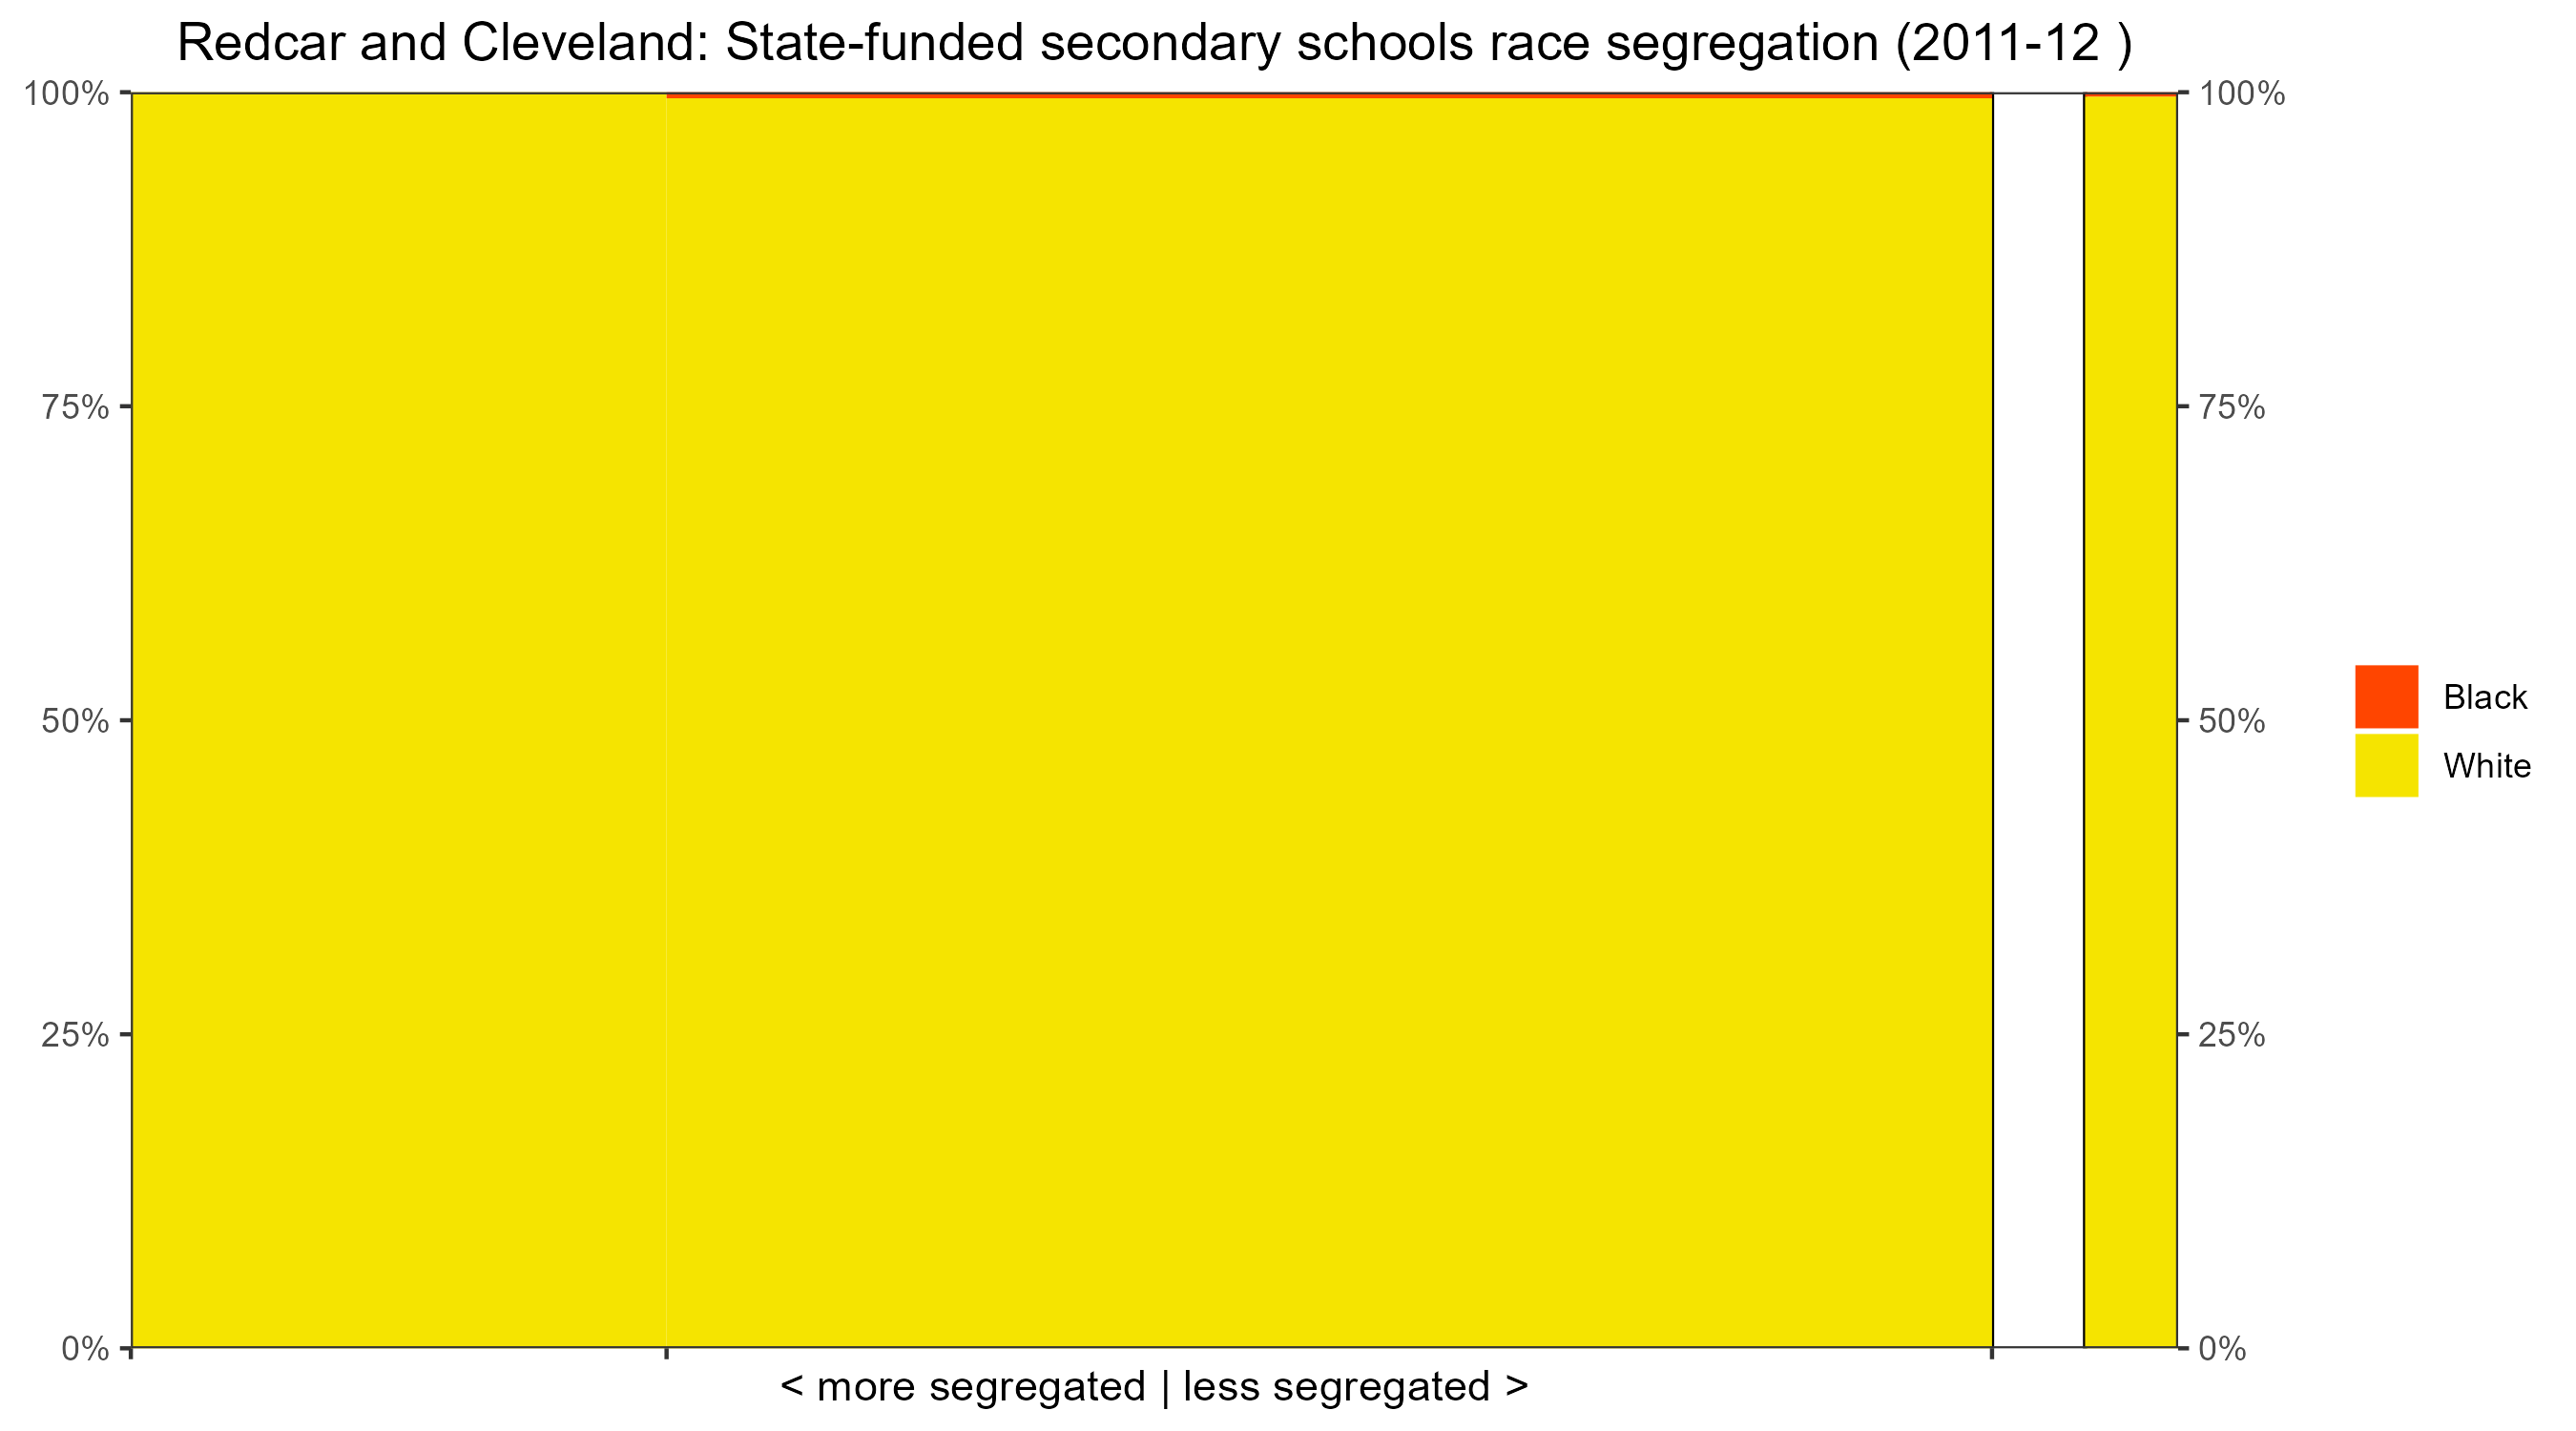 Redcar and Cleveland: State-funded secondary schools race segregation (2011-12 )
100%
100%
75%
75%
50%
50%
25%
25%
0%
0%
Black
White
< more segregated | less segregated >